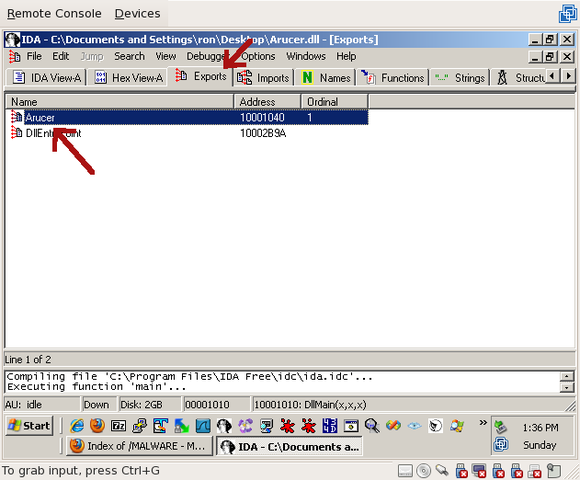 Remote Console Devices
IDA - C:\Documents and Settings\ron\Desktop\Arucer.dll - [Exports]
File Edit Jump Search View Debugger Options Windows Help
IDA View-A Hex View-A Exports Imports N Names Functions Strings Structu
Name Address Ordinal
Arucer 10001040 1
DllEntryPoint 10002B9A
Line 1 of 2
Compiling file 'C:\Program Files\IDA Free\idc\ida.idc'...
Executing function 'main'...
AU: idle Down Disk: 2GB 00001010 10001010: DllMain(x,x,x)
Start 1:36 PM
Index of /MALWARE - M... IDA - C:\Documents a... Sunday
To grab input, press Ctrl+G